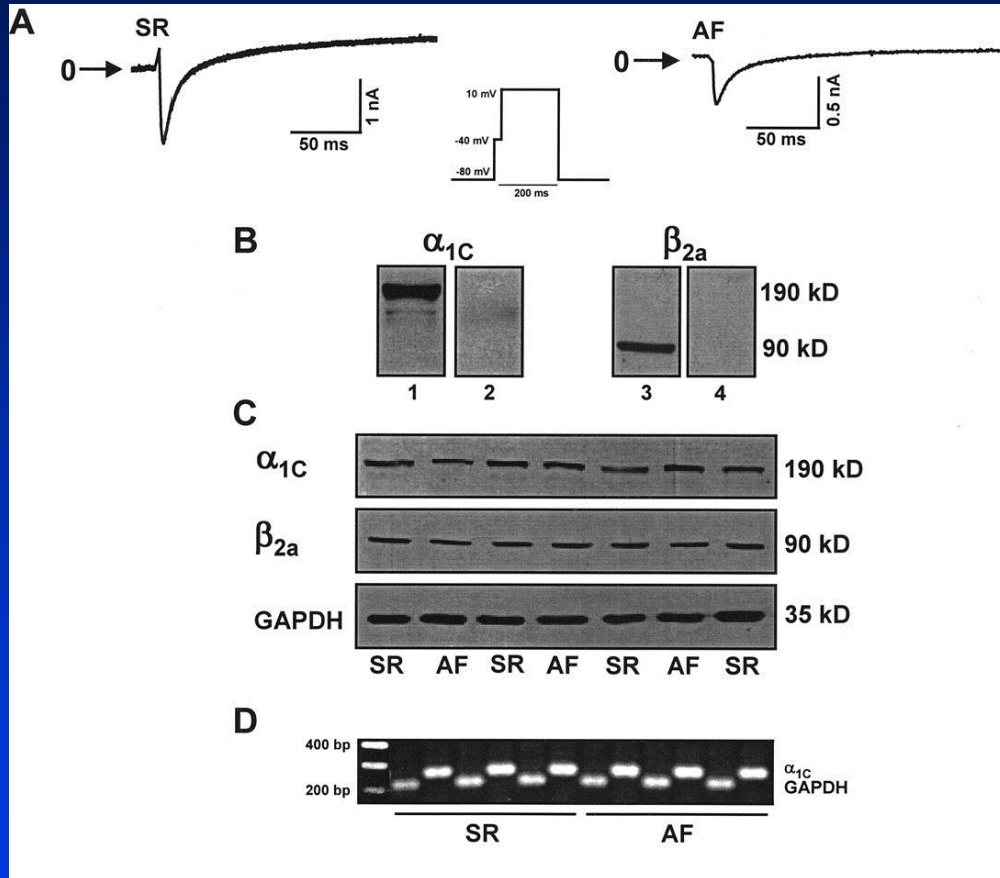 A
SR
0
1 nA
50 ms
AF
0
0.5 nA
50 ms
10 mV
-40 mV
-80 mV
200 ms
B
α1C
β2a
190 kD
90 kD
1 2 3 4
C
α1C
190 kD
β2a
90 kD
GAPDH
35 kD
SR AF SR AF SR AF SR
D
400 bp
200 bp
α1C
GAPDH
SR AF